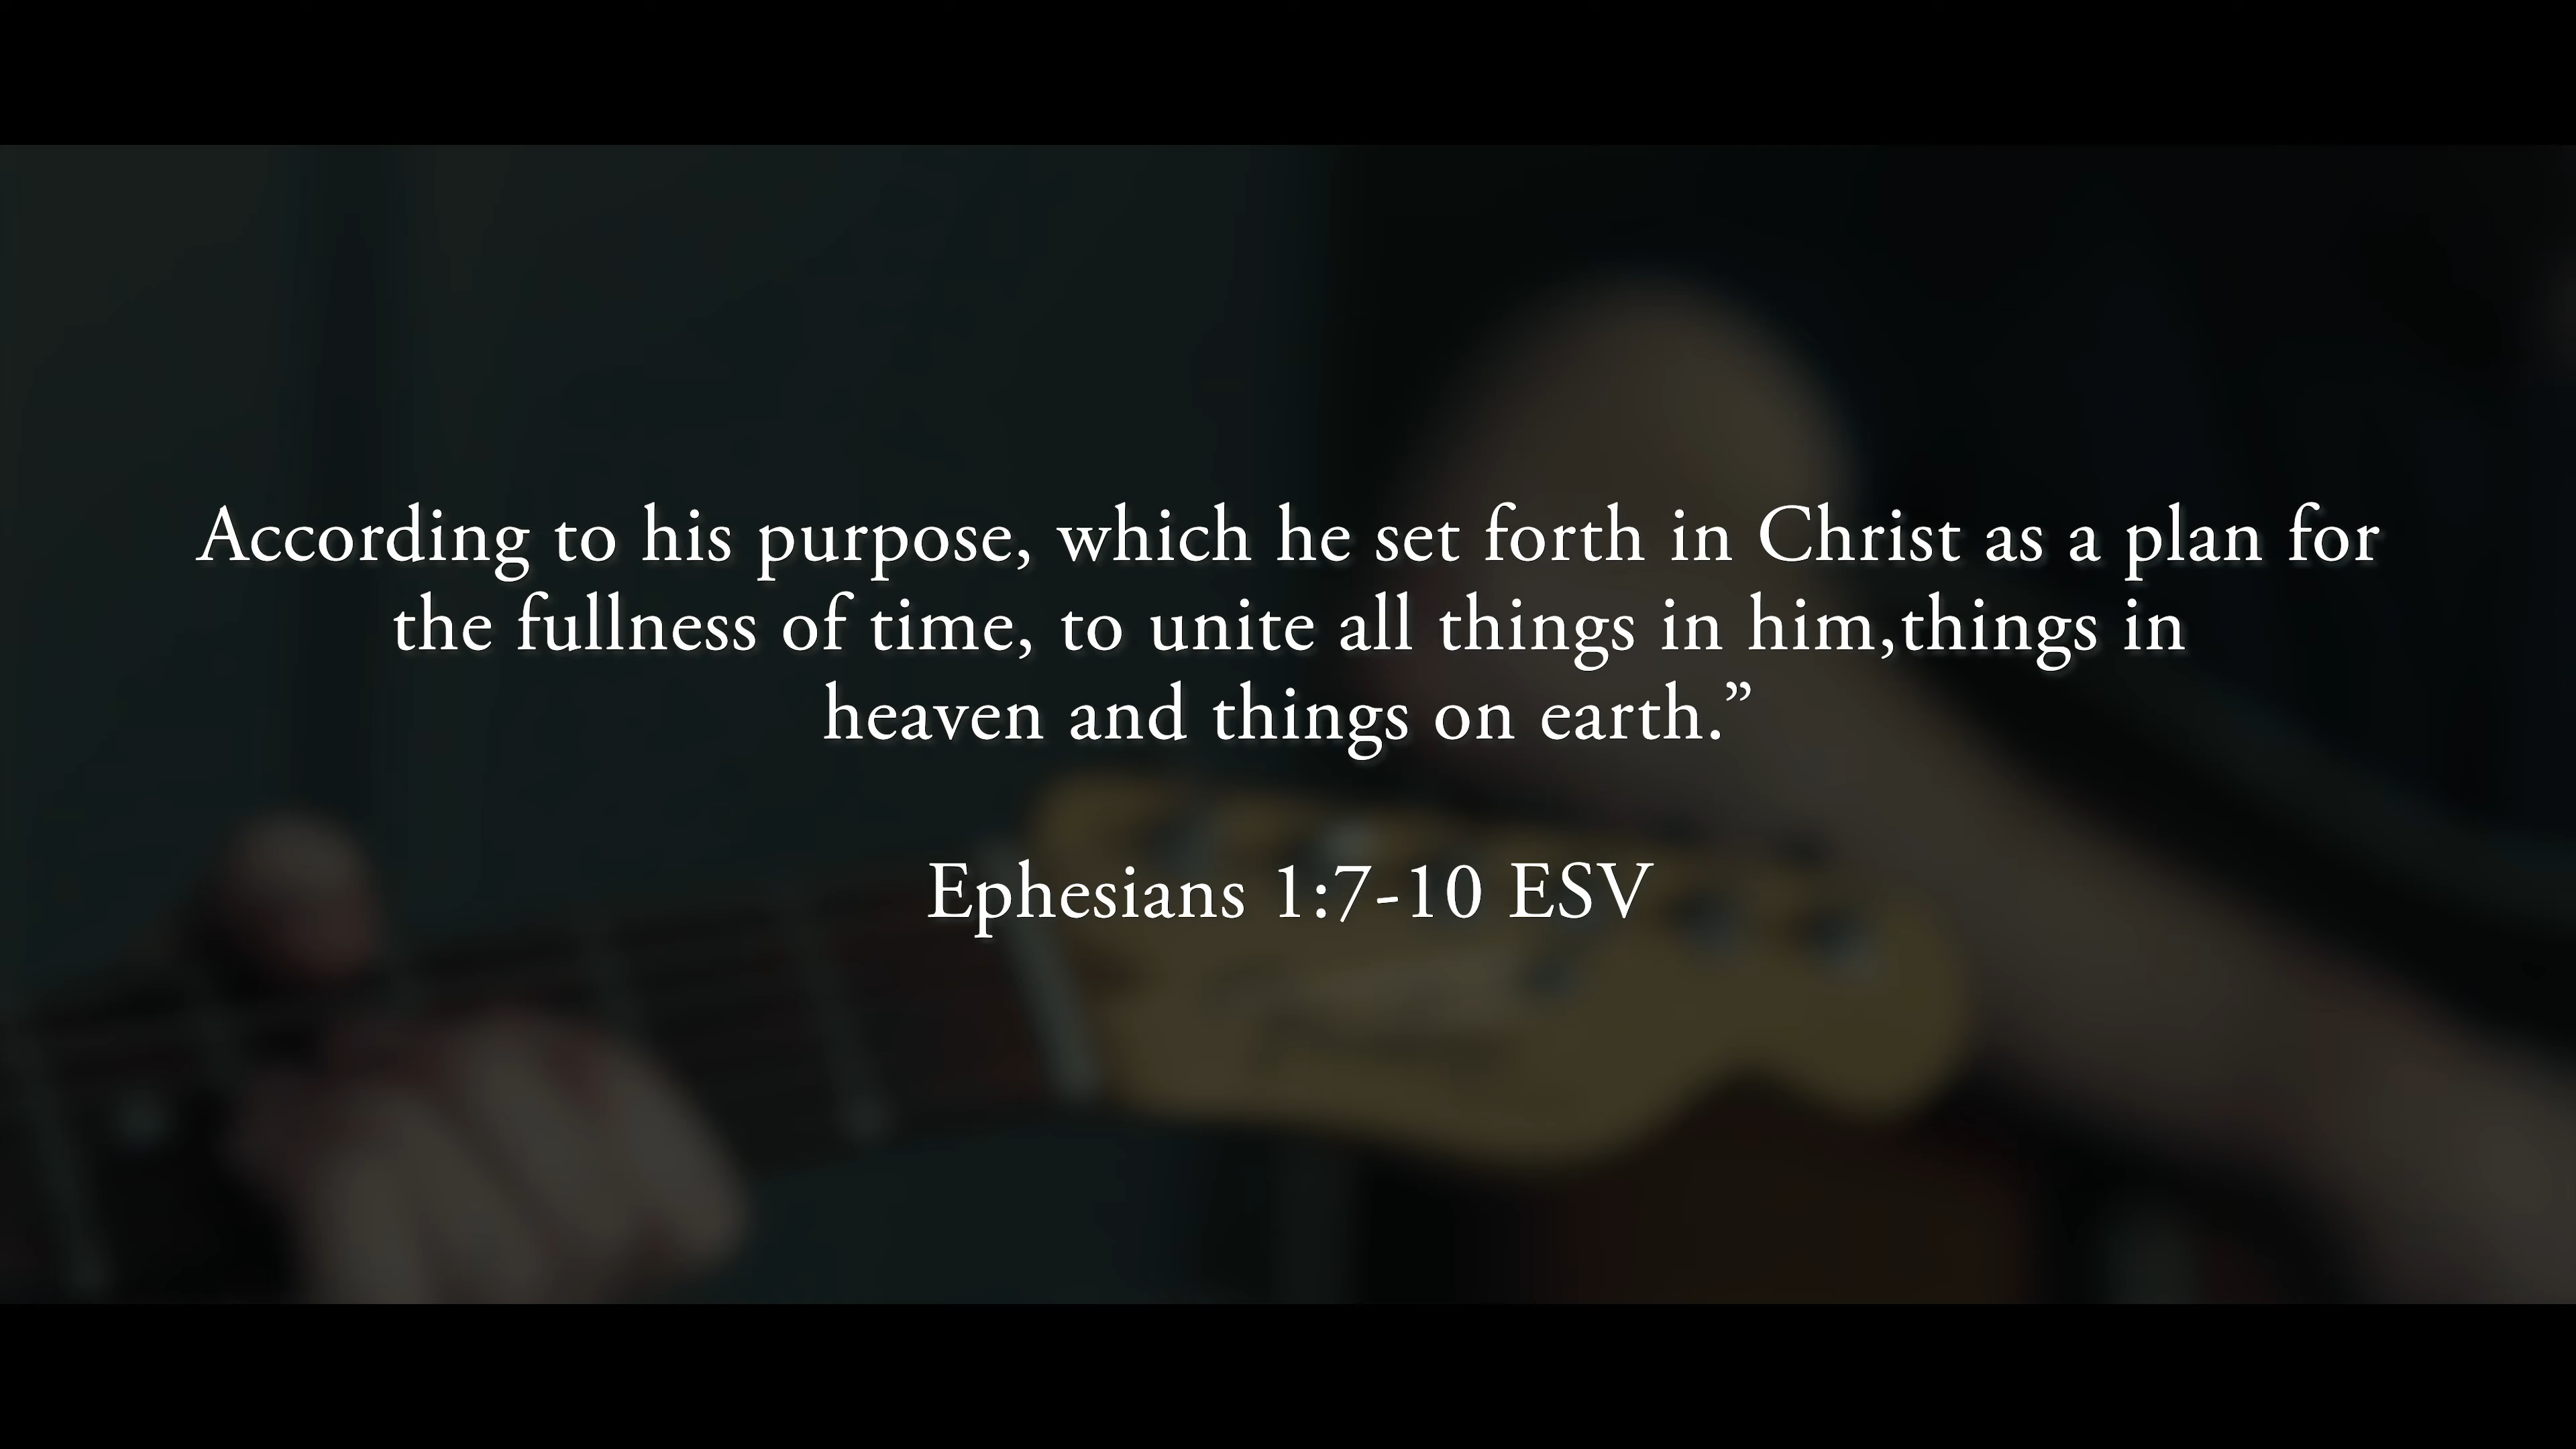 According to his purpose, which he set forth in Christ as a plan for
the fullness of time, to unite all things in him,things in
heaven and things on earth.”
Ephesians 1:7-10 ESV